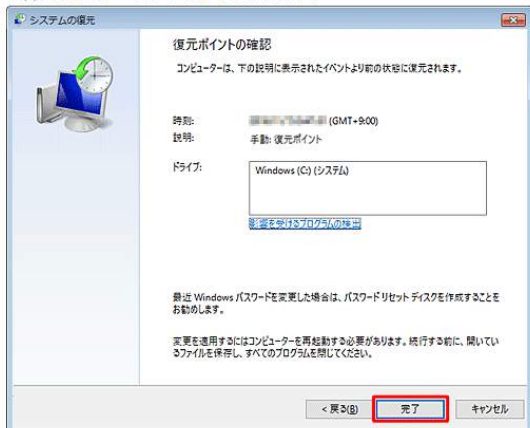 システムの復元
復元ポイントの確認
コンピューターは、下の説明に表示されたイベントより前の状態に復元されます。
時刻: (GMT+9:00)
説明: 手動: 復元ポイント
ドライブ: Windows (C:) (システム)
影響を受けるプログラムの検出
最近 Windows パスワードを変更した場合は、パスワード リセット ディスクを作成することを
お勧めします。
変更を適用するにはコンピューターを再起動する必要があります。続行する前に、開いてい
るファイルを保存し、すべてのプログラムを閉じてください。
< 戻る(B) 完了 キャンセル